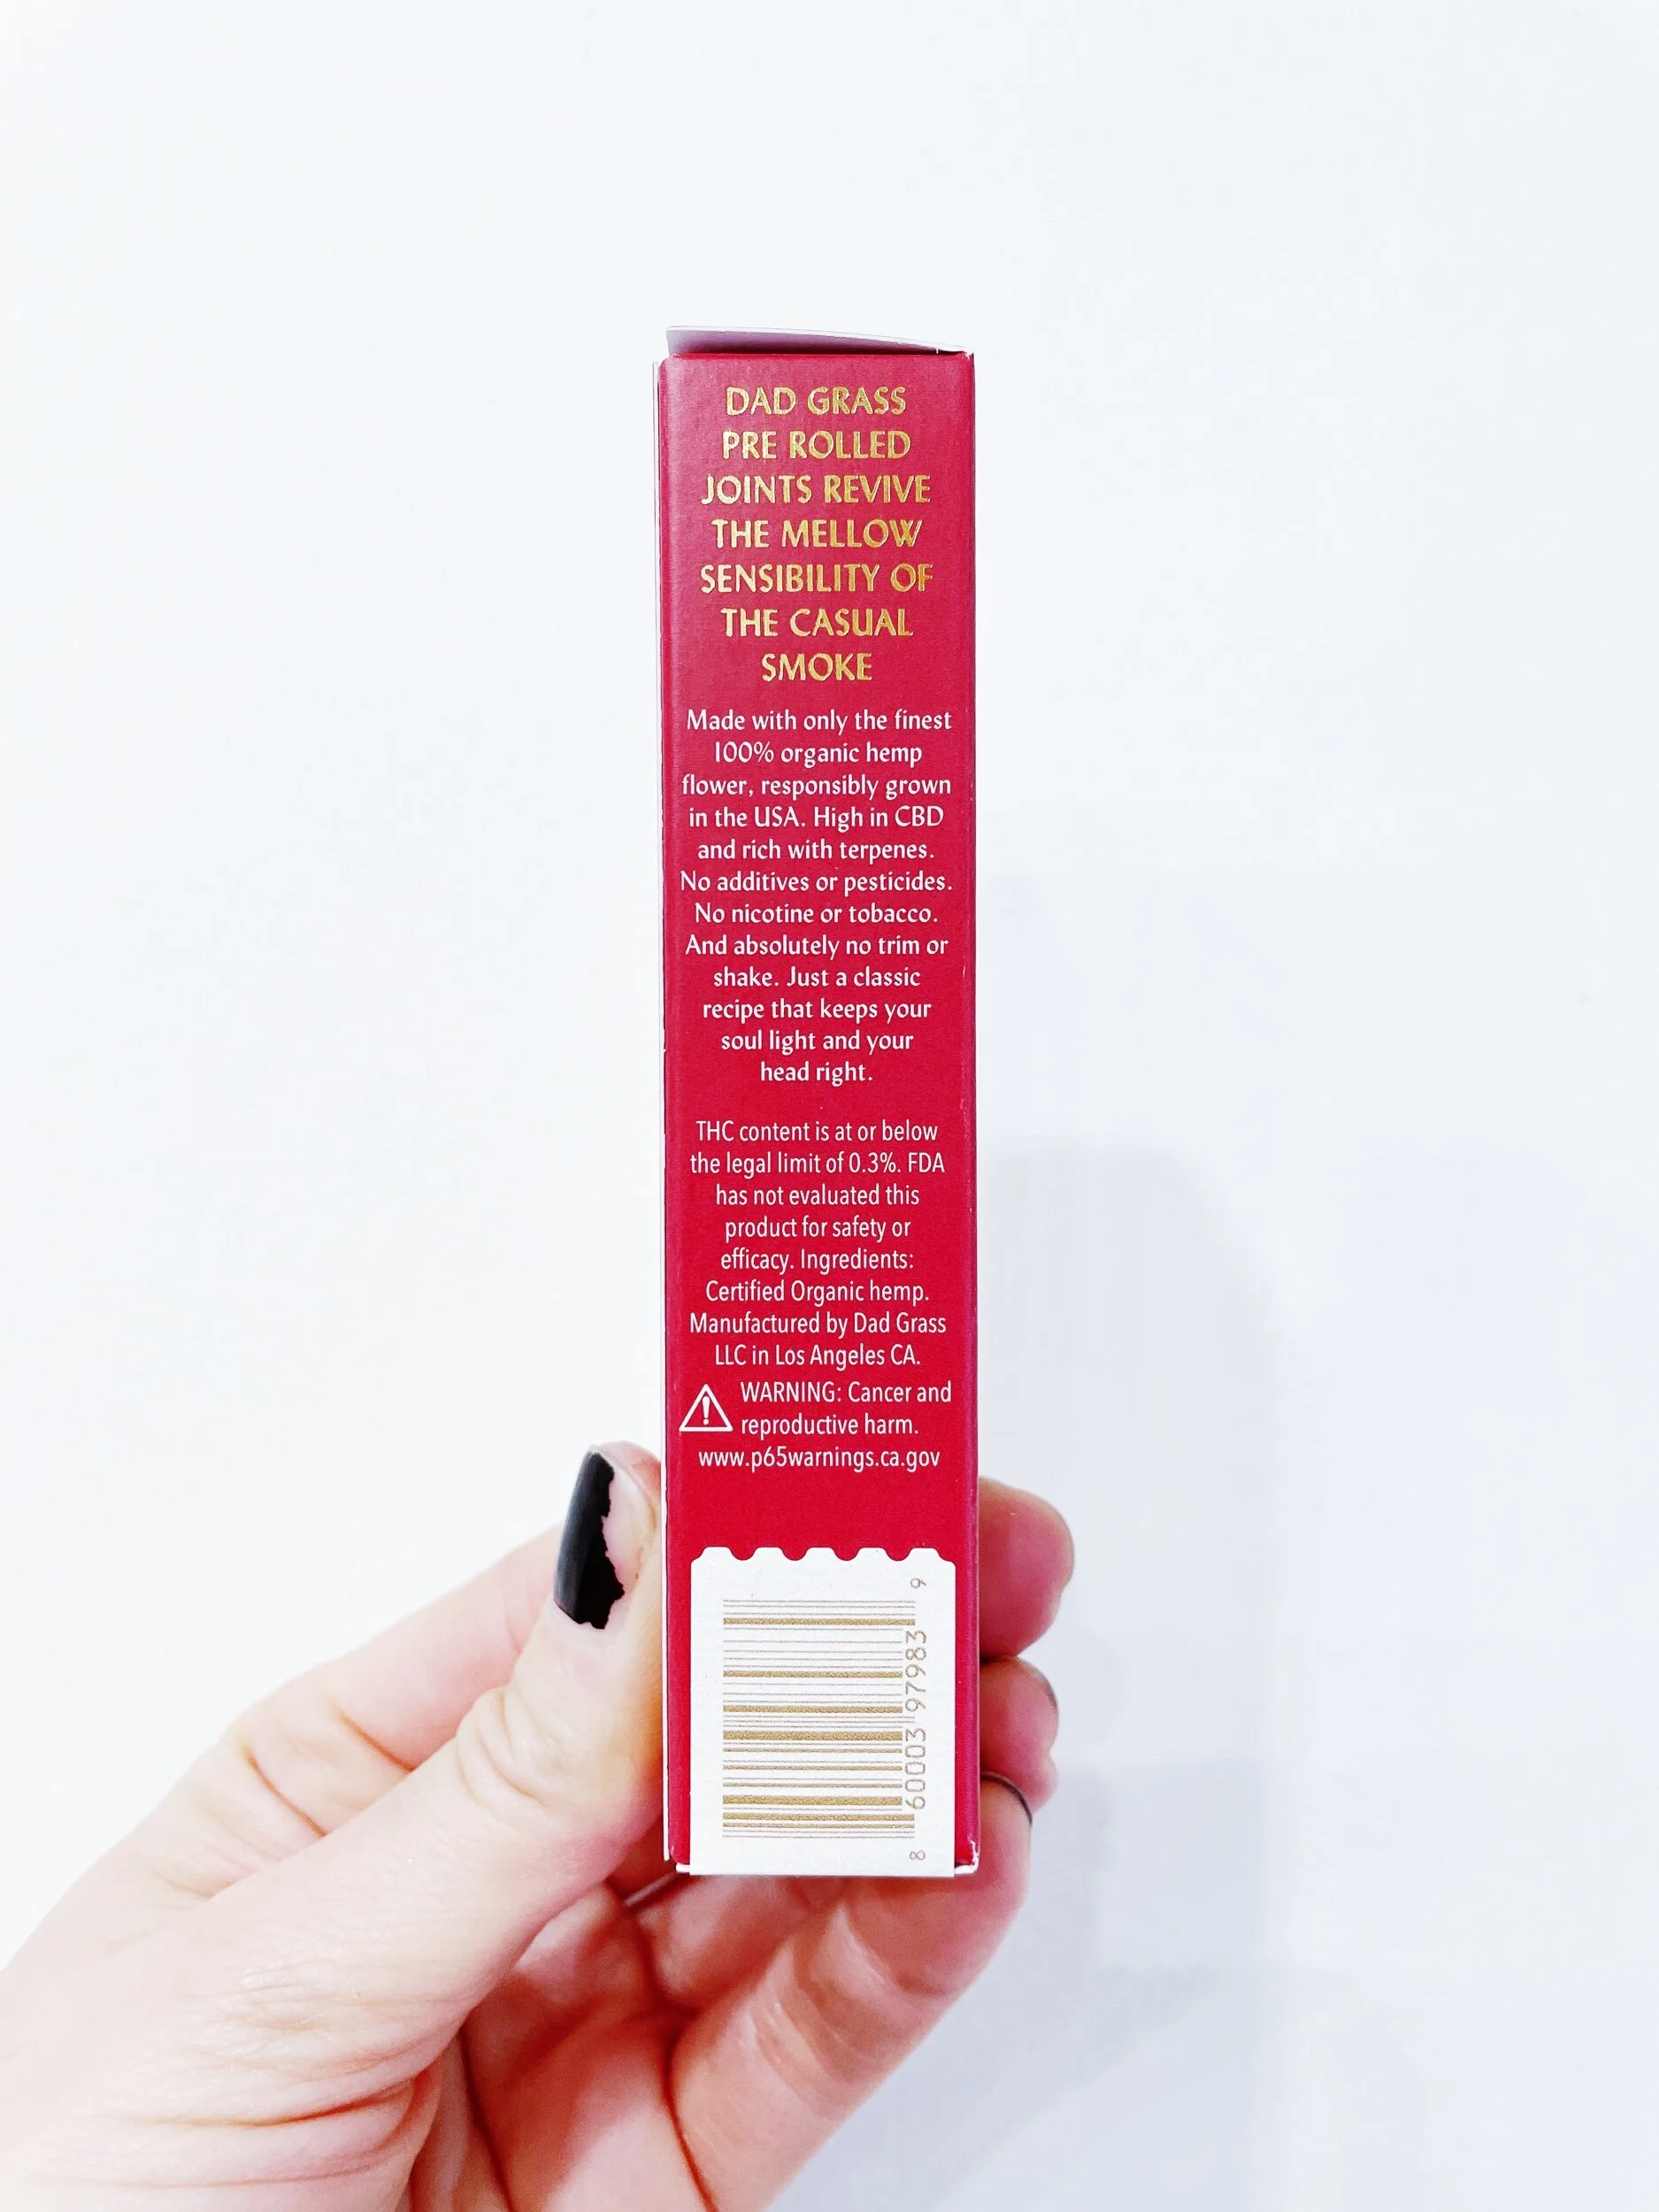 DAD GRASS
PRE ROLLED
JOINTS REVIVE
THE MELLOW
SENSIBILITY OF
THE CASUAL
SMOKE
Made with only the finest
100% organic hemp
flower, responsibly grown
in the USA. High in CBD
and rich with terpenes.
No additives or pesticides.
No nicotine or tobacco.
And absolutely no trim or
shake. Just a classic
recipe that keeps your
soul light and your
head right.
THC content is at or below
the legal limit of 0.3%. FDA
has not evaluated this
product for safety or
efficacy. Ingredients:
Certified Organic hemp.
Manufactured by Dad Grass
LLC in Los Angeles CA.
WARNING: Cancer and
reproductive harm.
www.p65warnings.ca.gov
8 60003 97983 9